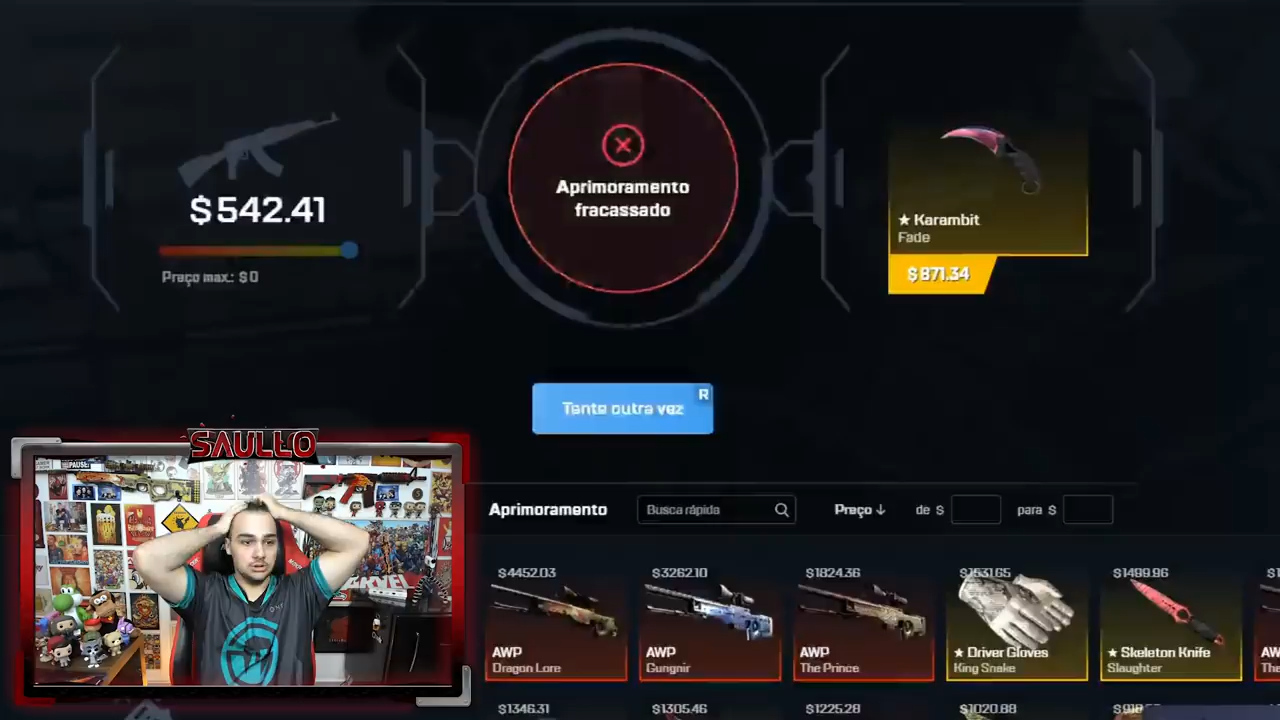 Aprimoramento
fracassado
$542.41
Preço max.: $0
★ Karambit
Fade
$871.34
Tente outra vez
R
SAULLO
PAUSE
MARVEL
Aprimoramento
Busca rápida
Preço ↓
de $
para $
$4452.03
$3262.10
$1824.36
$1531.65
$1499.96
AWP
Dragon Lore
AWP
Gungnir
AWP
The Prince
★ Driver Gloves
King Snake
★ Skeleton Knife
Slaughter
$1346.31
$1305.46
$1225.28
$1020.88